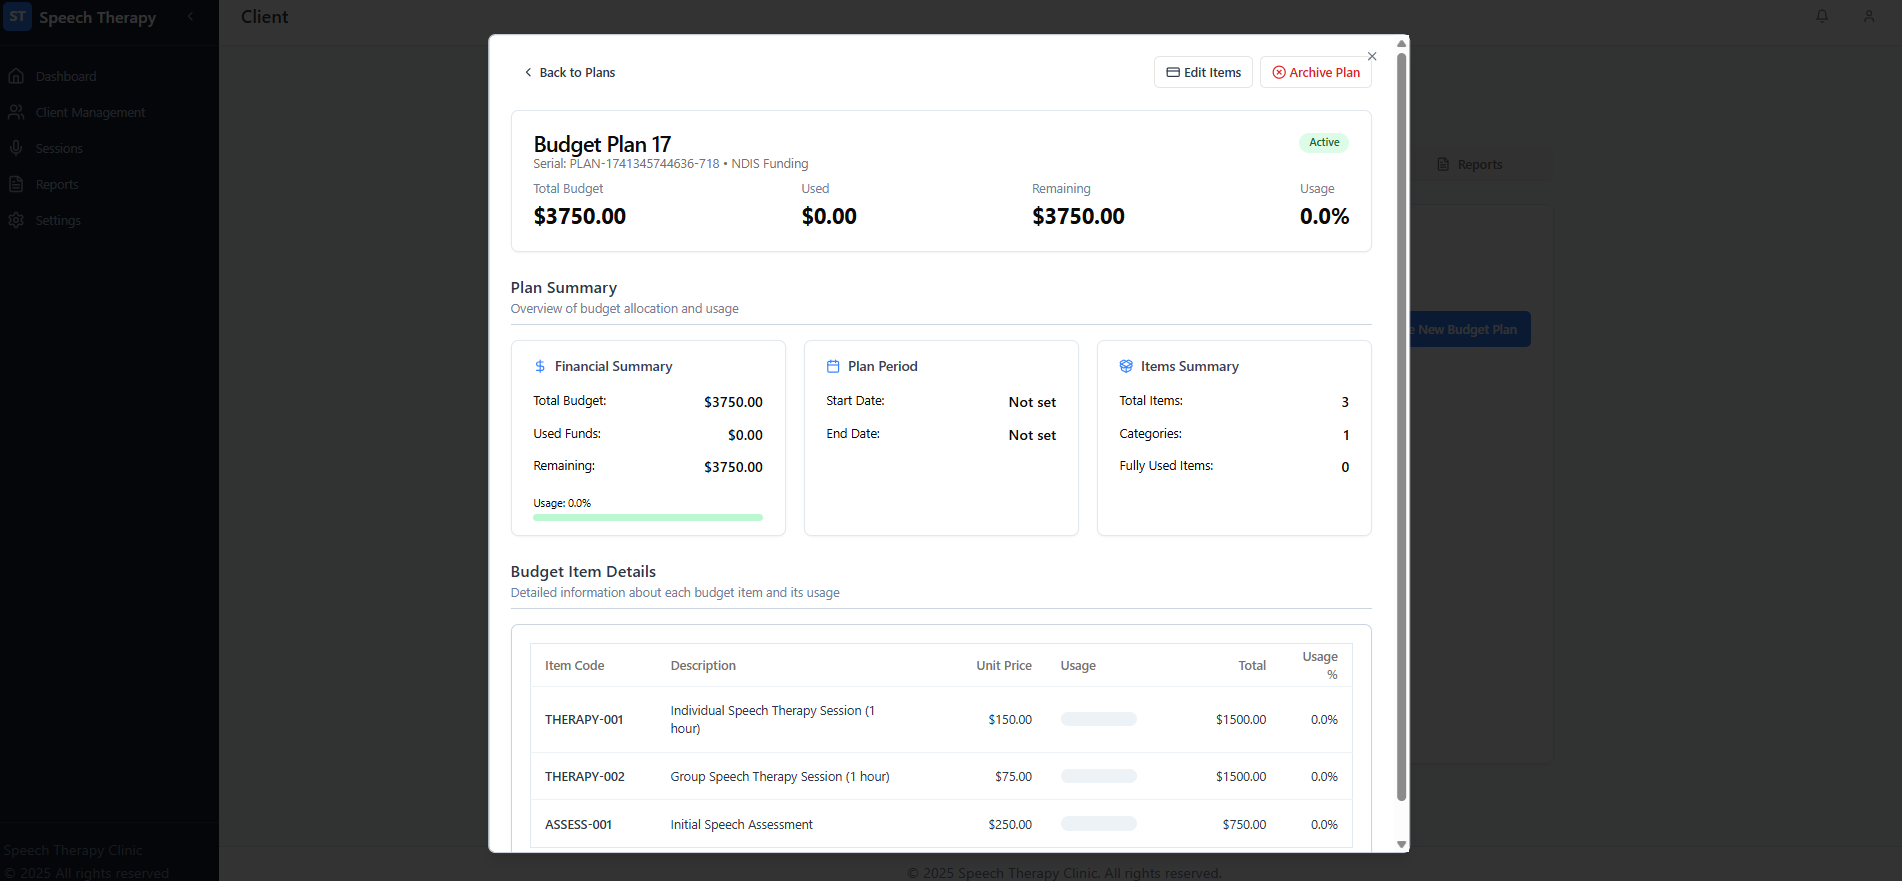 ST Speech Therapy
Client
Dashboard
Client Management
Sessions
Reports
Settings
Speech Therapy Clinic
© 2025 All rights reserved
Reports
e New Budget Plan
Back to Plans
Edit Items
Archive Plan
Budget Plan 17
Active
Serial: PLAN-1741345744636-718 • NDIS Funding
Total Budget Used Remaining Usage
$3750.00 $0.00 $3750.00 0.0%
Plan Summary
Overview of budget allocation and usage
Financial Summary
Total Budget: $3750.00
Used Funds: $0.00
Remaining: $3750.00
Usage: 0.0%
Plan Period
Start Date: Not set
End Date: Not set
Items Summary
Total Items: 3
Categories: 1
Fully Used Items: 0
Budget Item Details
Detailed information about each budget item and its usage
Item Code Description Unit Price Usage Total Usage
%
THERAPY-001 Individual Speech Therapy Session (1
hour) $150.00 $1500.00 0.0%
THERAPY-002 Group Speech Therapy Session (1 hour) $75.00 $1500.00 0.0%
ASSESS-001 Initial Speech Assessment $250.00 $750.00 0.0%
© 2025 Speech Therapy Clinic. All rights reserved.